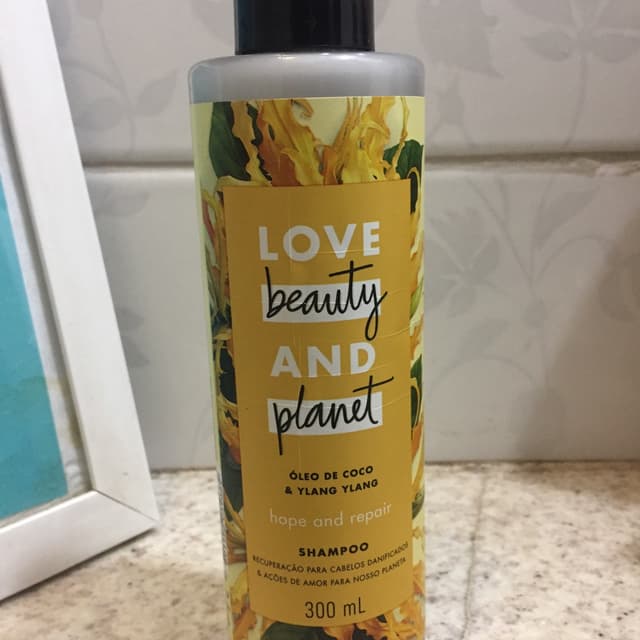 LOVE
beauty
AND
planet
ÓLEO DE COCO
& YLANG YLANG
hope and repair
SHAMPOO
RECUPERAÇÃO PARA CABELOS DANIFICADOS
& AÇÕES DE AMOR PARA NOSSO PLANETA
300 mL